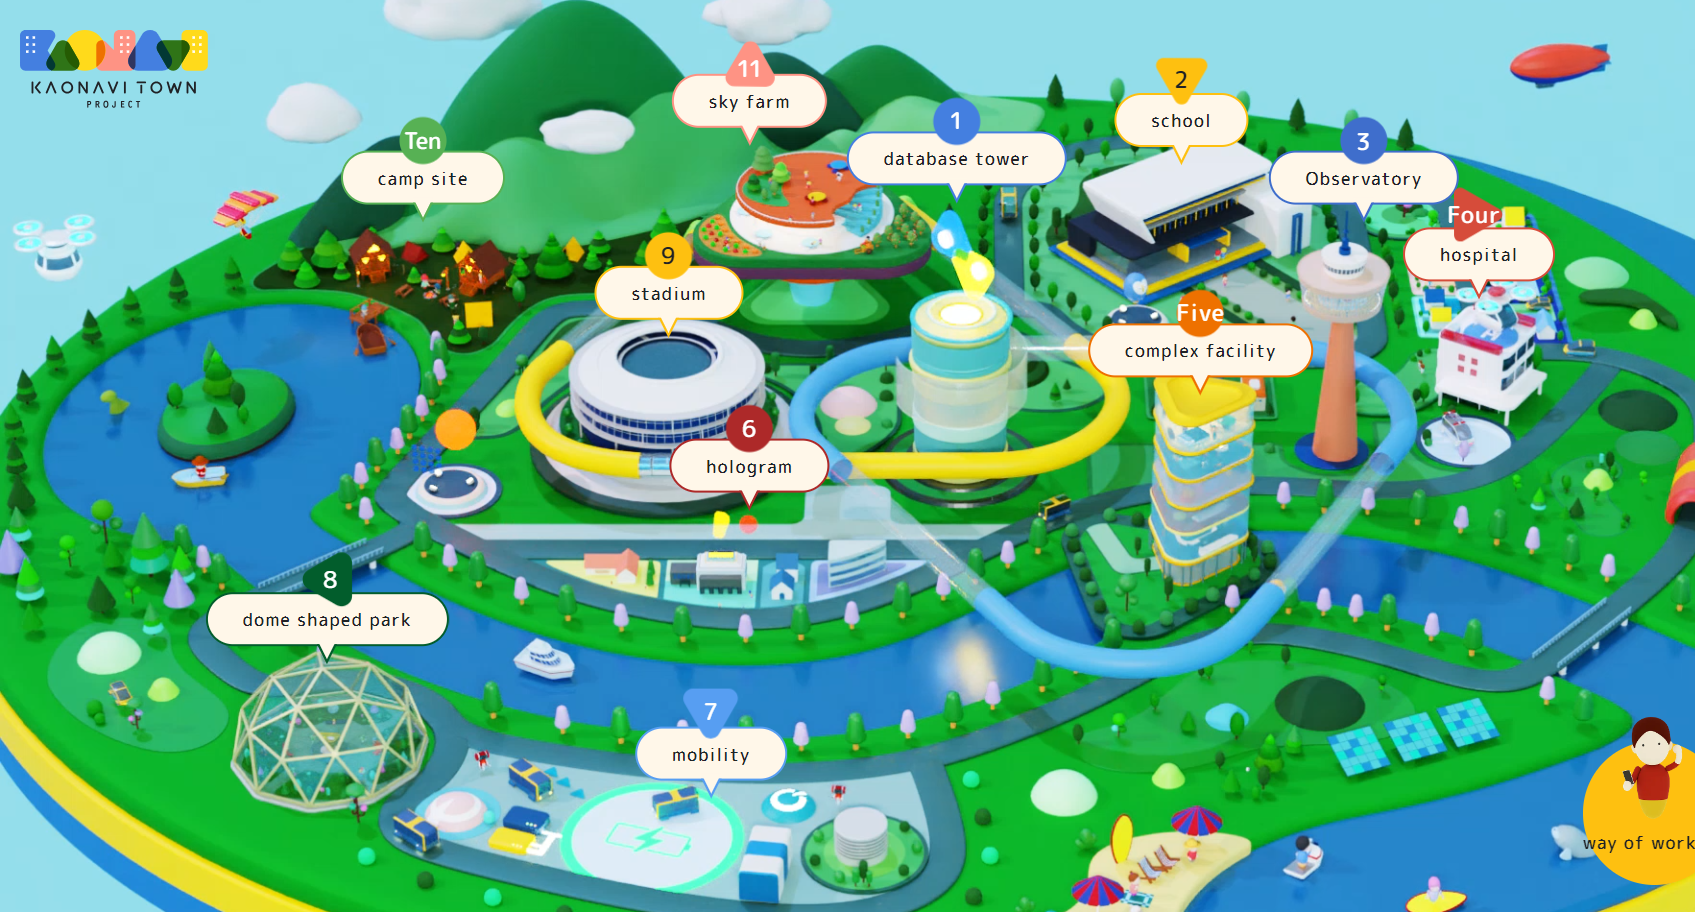 KAONAVI TOWN
PROJECT
11
sky farm
2
school
1
database tower
3
Observatory
Ten
camp site
Four
hospital
9
stadium
Five
complex facility
6
hologram
8
dome shaped park
7
mobility
way of work